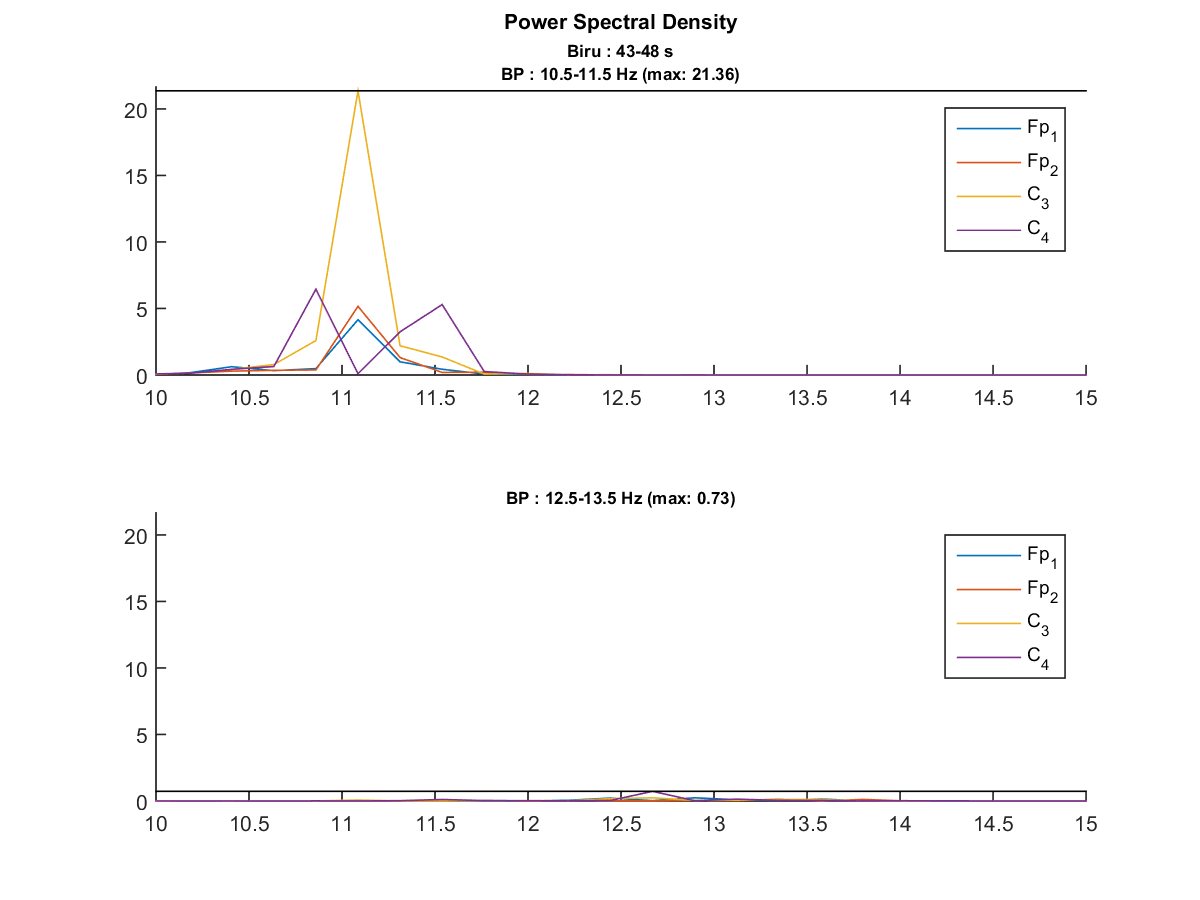 Power Spectral Density
Biru : 43-48 s
BP : 10.5-11.5 Hz (max: 21.36)
20
15
10
5
0
10 10.5 11 11.5 12 12.5 13 13.5 14 14.5 15
Fp1
Fp2
C3
C4
BP : 12.5-13.5 Hz (max: 0.73)
20
15
10
5
0
10 10.5 11 11.5 12 12.5 13 13.5 14 14.5 15
Fp1
Fp2
C3
C4